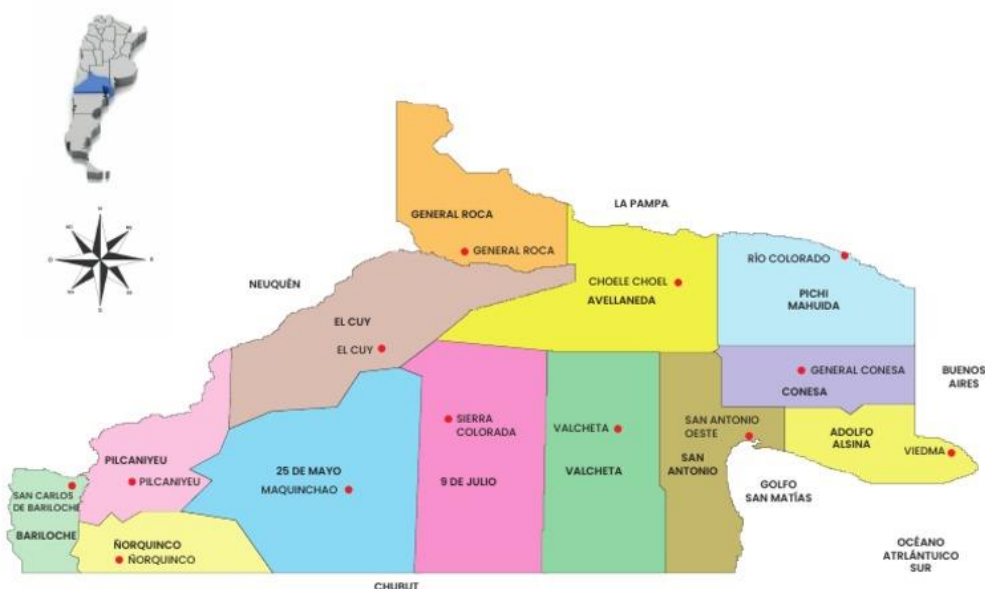 GENERAL ROCA
GENERAL ROCA
LA PAMPA
NEUQUÉN
CHOELE CHOEL
AVELLANEDA
RÍO COLORADO
PICHI
MAHUIDA
EL CUY
EL CUY
GENERAL CONESA
CONESA
BUENOS
AIRES
SIERRA
COLORADA
9 DE JULIO
VALCHETA
VALCHETA
SAN ANTONIO
OESTE
SAN
ANTONIO
ADOLFO
ALSINA
VIEDMA
GOLFO
SAN MATÍAS
PILCANIYEU
PILCANIYEU
25 DE MAYO
MAQUINCHAO
SAN CARLOS
DE BARILOCHE
BARILOCHE
ÑORQUINCO
ÑORQUINCO
OCÉANO
ATRLÁNTUICO
SUR
CHUBUT